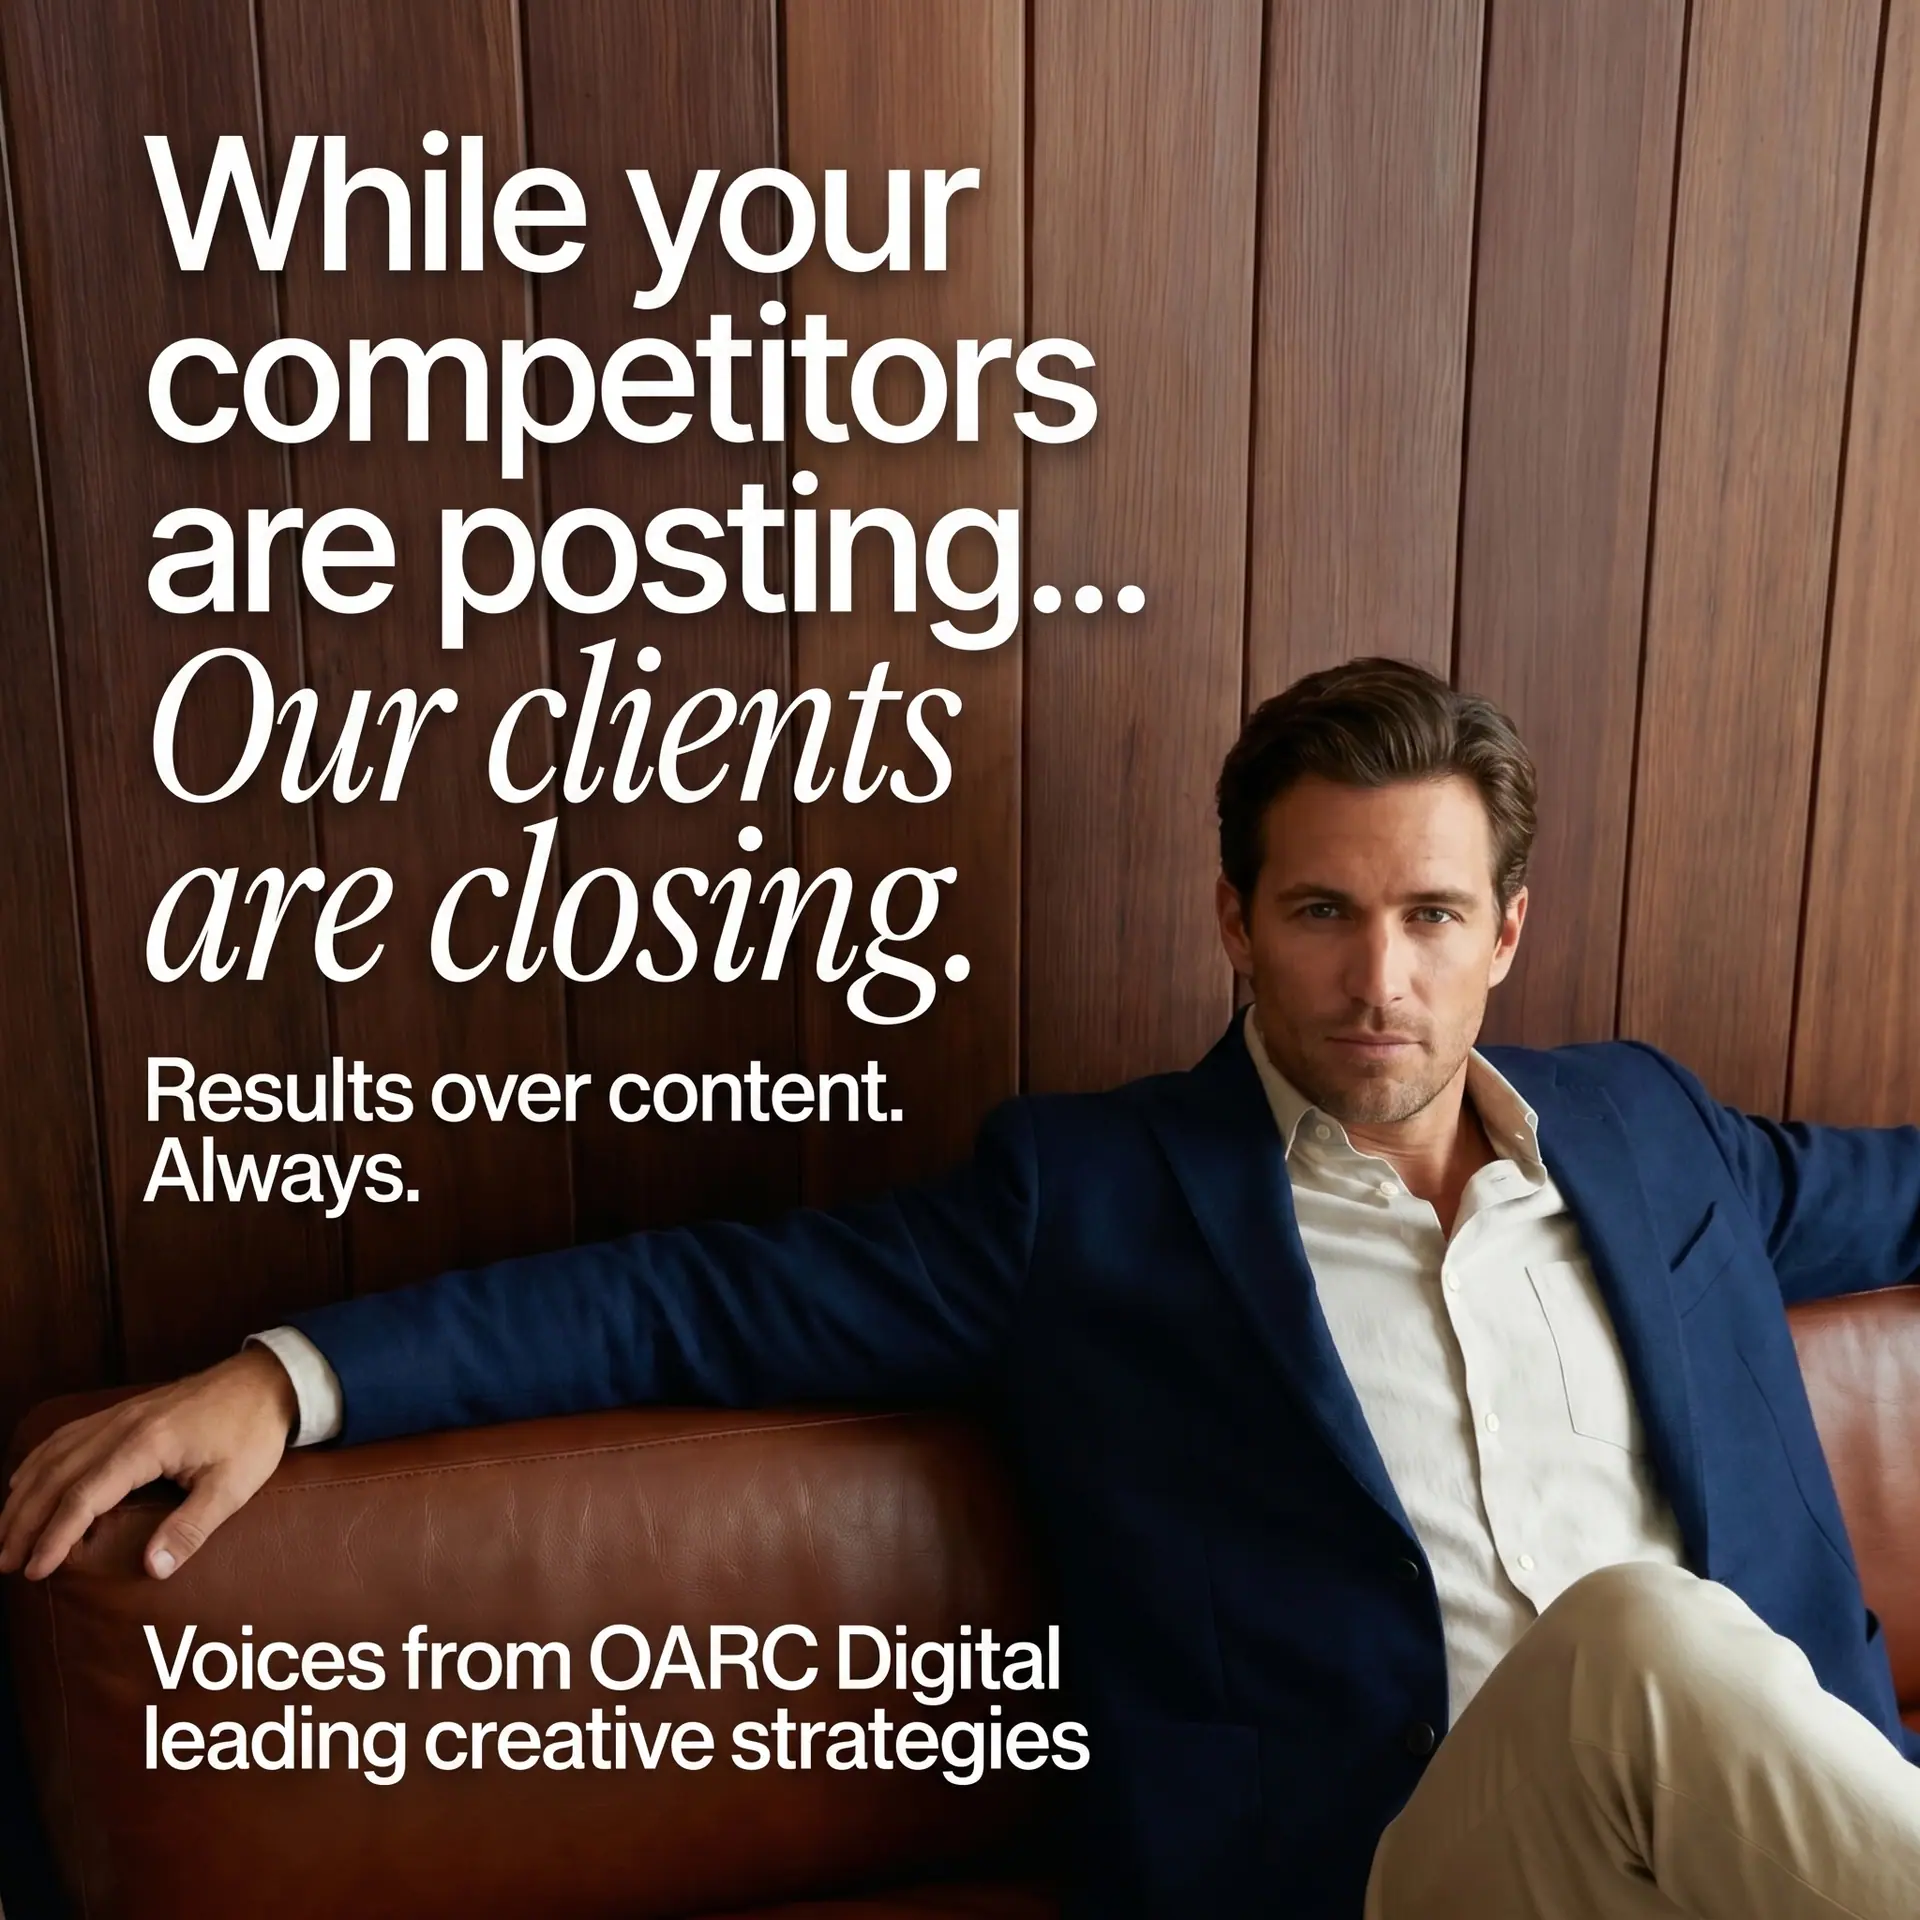 While your
competitors
are posting...
Our clients
are closing.
Results over content.
Always.
Voices from OARC Digital
leading creative strategies